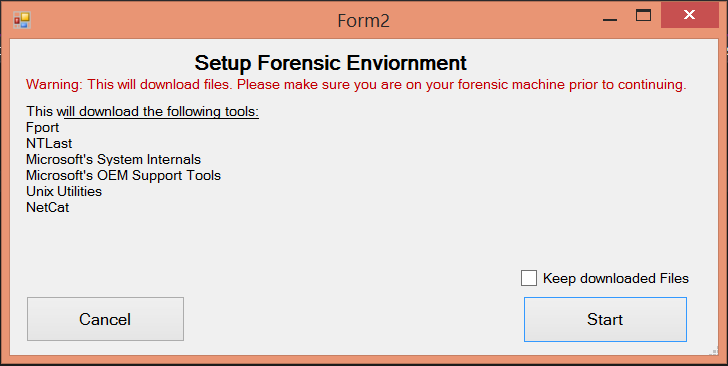 Form2
Setup Forensic Enviornment
Warning: This will download files. Please make sure you are on your forensic machine prior to continuing.
This will download the following tools:
Fport
NTLast
Microsoft's System Internals
Microsoft's OEM Support Tools
Unix Utilities
NetCat
Keep downloaded Files
Cancel
Start